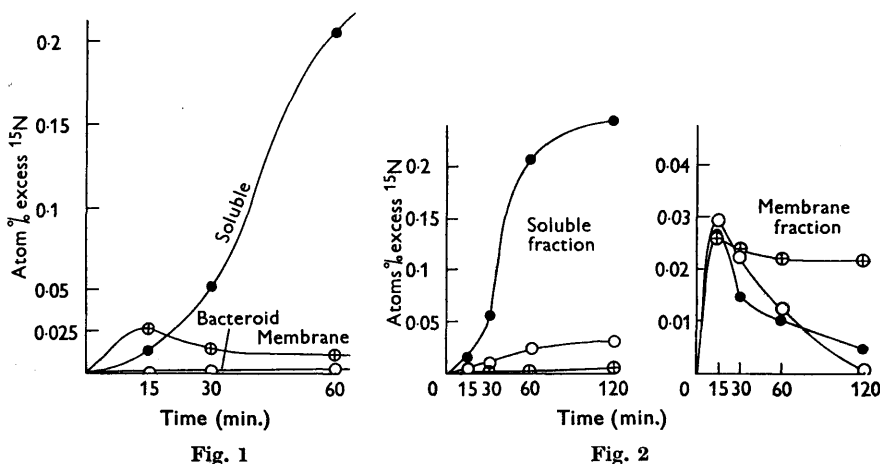 0·2
0·15
0·1
0·05
0·025
Atom % excess ¹⁵N
Soluble
Bacteroid
Membrane
15 30 60
Time (min.)
Fig. 1
0·2
0·15
0·1
0·05
0
Atoms % excess ¹⁵N
Soluble
fraction
15 30 60 120
0·04
0·03
0·02
0·01
0
Membrane
fraction
15 30 60 120
Time (min.)
Fig. 2